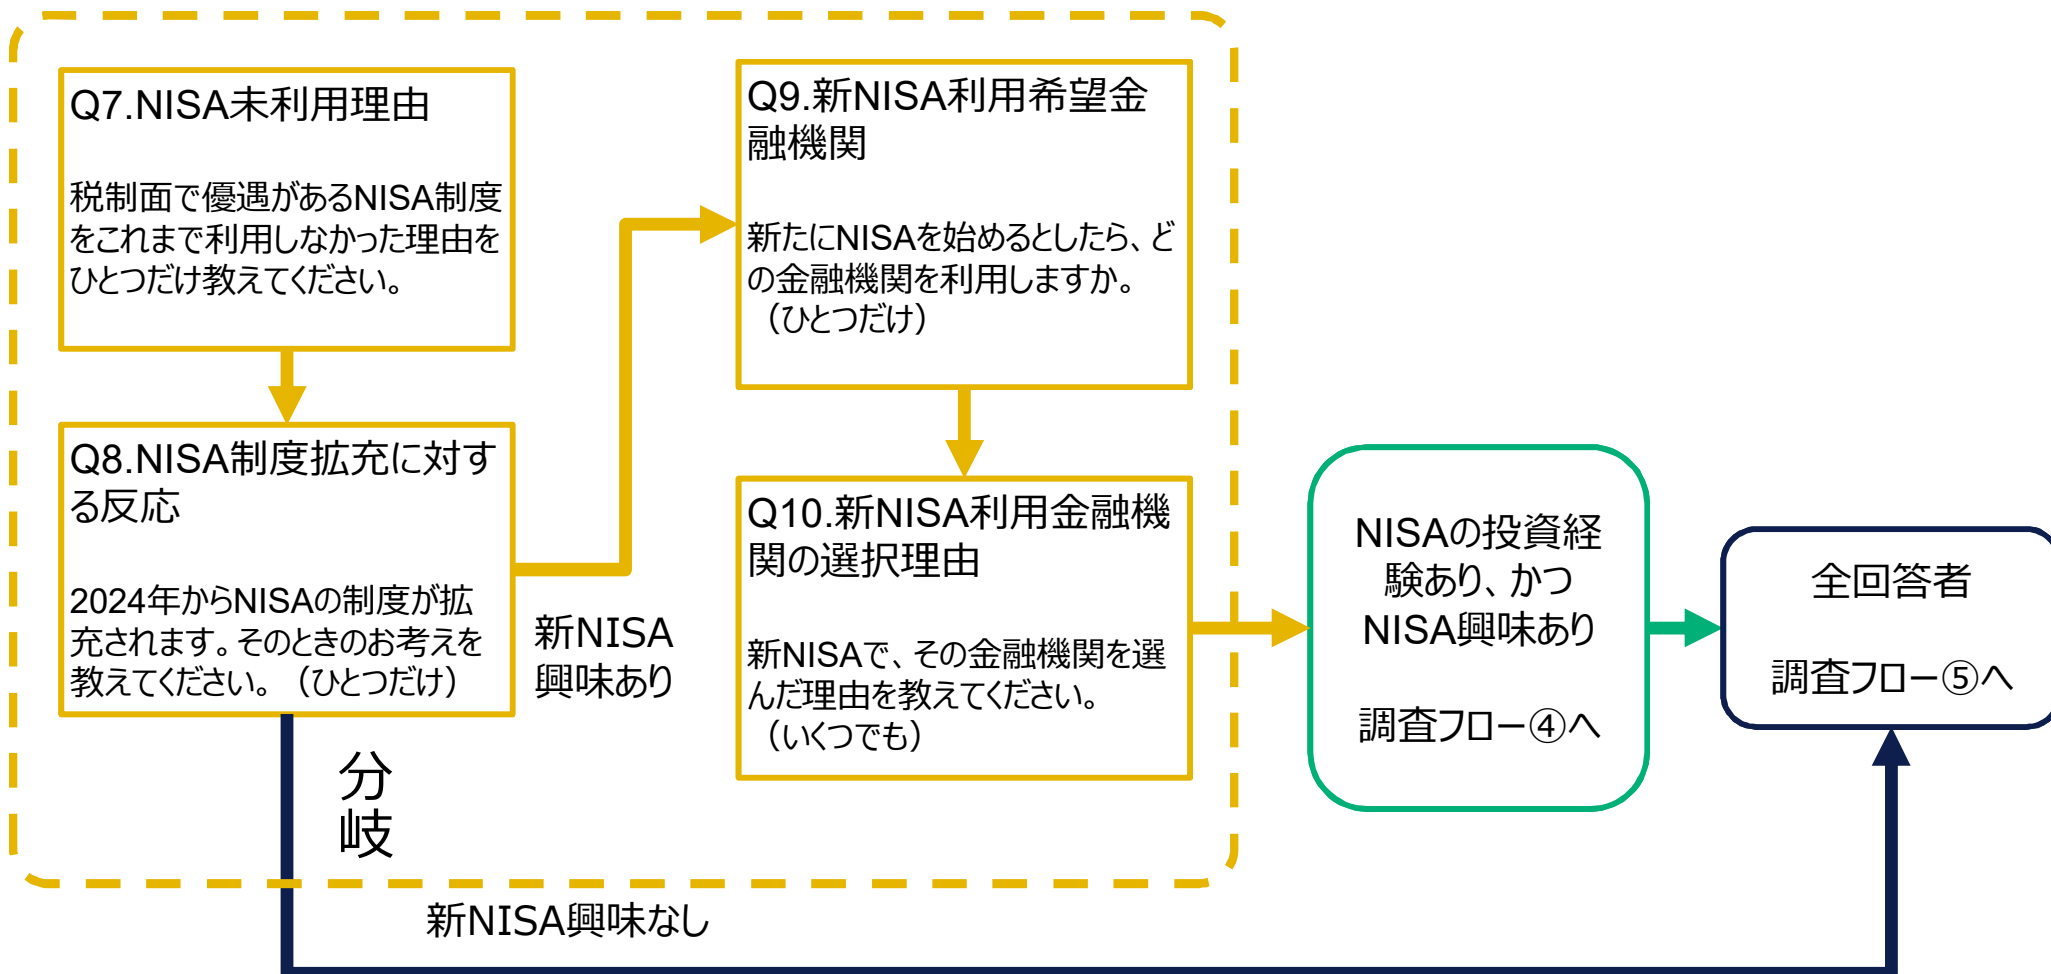 Q7.NISA未利用理由
税制面で優遇があるNISA制度
をこれまで利用しなかった理由を
ひとつだけ教えてください。
Q8.NISA制度拡充に対す
る反応
2024年からNISAの制度が拡
充されます。そのときのお考えを
教えてください。（ひとつだけ）
新NISA
興味あり
分
岐
新NISA興味なし
Q9.新NISA利用希望金
融機関
新たにNISAを始めるとしたら、ど
の金融機関を利用しますか。
（ひとつだけ）
Q10.新NISA利用金融機
関の選択理由
新NISAで、その金融機関を選
んだ理由を教えてください。
（いくつでも）
NISAの投資経
験あり、かつ
NISA興味あり
調査フロー④へ
全回答者
調査フロー⑤へ